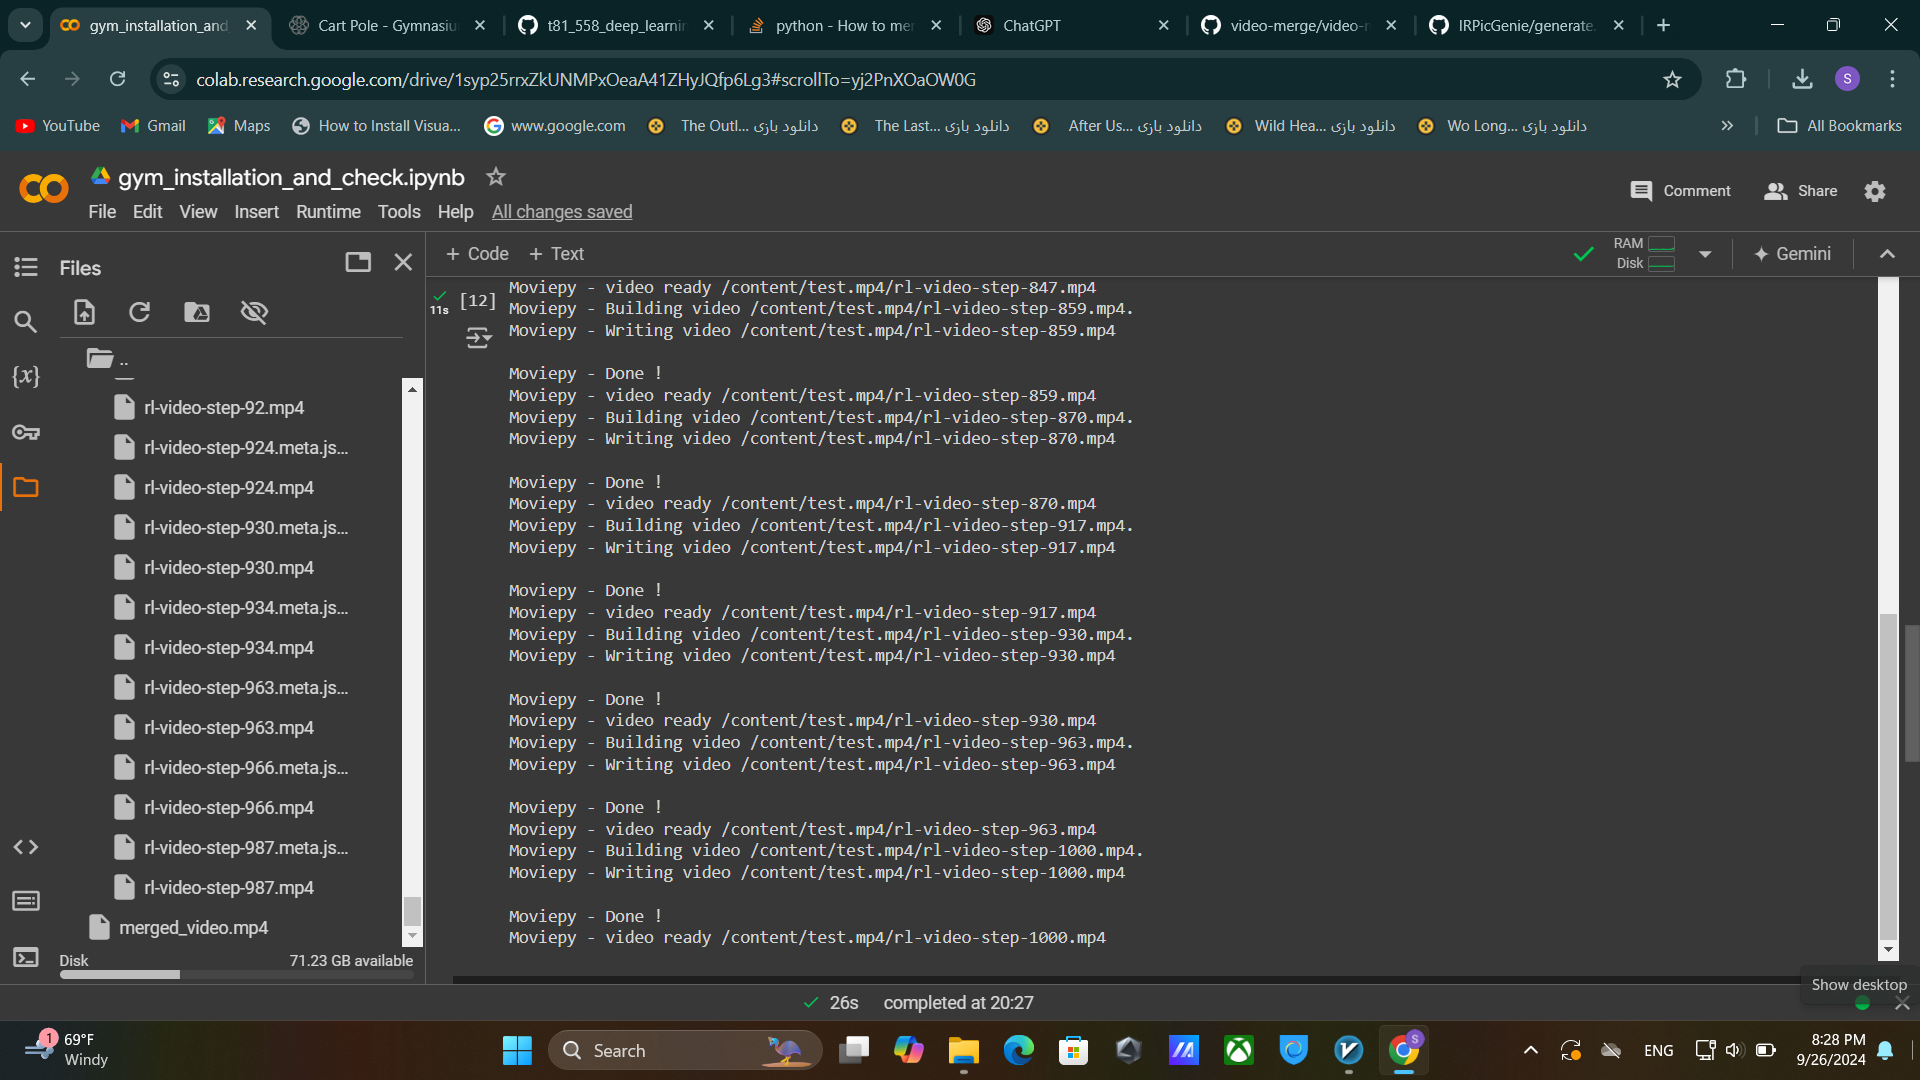 gym_installation_and_
Cart Pole - Gymnasiu
t81_558_deep_learnin
python - How to mer
ChatGPT
video-merge/video-r
IRPicGenie/generate.
colab.research.google.com/drive/1syp25rrxZkUNMPxOeaA41ZHyJQfp6Lg3#scrollTo=yj2PnXOaOW0G
S
YouTube
Gmail
Maps
How to Install Visua...
www.google.com
دانلود بازی The Outl...
دانلود بازی The Last...
دانلود بازی After Us...
دانلود بازی Wild Hea...
دانلود بازی Wo Long...
All Bookmarks
gym_installation_and_check.ipynb
Comment
Share
File Edit View Insert Runtime Tools Help All changes saved
Files
+ Code + Text
RAM
Disk
Gemini
{x}
..
rl-video-step-92.mp4
rl-video-step-924.meta.js...
rl-video-step-924.mp4
rl-video-step-930.meta.js...
rl-video-step-930.mp4
rl-video-step-934.meta.js...
rl-video-step-934.mp4
rl-video-step-963.meta.js...
rl-video-step-963.mp4
rl-video-step-966.meta.js...
rl-video-step-966.mp4
rl-video-step-987.meta.js...
rl-video-step-987.mp4
merged_video.mp4
Disk 71.23 GB available
11s
[12]
Moviepy - video ready /content/test.mp4/rl-video-step-847.mp4
Moviepy - Building video /content/test.mp4/rl-video-step-859.mp4.
Moviepy - Writing video /content/test.mp4/rl-video-step-859.mp4
Moviepy - Done !
Moviepy - video ready /content/test.mp4/rl-video-step-859.mp4
Moviepy - Building video /content/test.mp4/rl-video-step-870.mp4.
Moviepy - Writing video /content/test.mp4/rl-video-step-870.mp4
Moviepy - Done !
Moviepy - video ready /content/test.mp4/rl-video-step-870.mp4
Moviepy - Building video /content/test.mp4/rl-video-step-917.mp4.
Moviepy - Writing video /content/test.mp4/rl-video-step-917.mp4
Moviepy - Done !
Moviepy - video ready /content/test.mp4/rl-video-step-917.mp4
Moviepy - Building video /content/test.mp4/rl-video-step-930.mp4.
Moviepy - Writing video /content/test.mp4/rl-video-step-930.mp4
Moviepy - Done !
Moviepy - video ready /content/test.mp4/rl-video-step-930.mp4
Moviepy - Building video /content/test.mp4/rl-video-step-963.mp4.
Moviepy - Writing video /content/test.mp4/rl-video-step-963.mp4
Moviepy - Done !
Moviepy - video ready /content/test.mp4/rl-video-step-963.mp4
Moviepy - Building video /content/test.mp4/rl-video-step-1000.mp4.
Moviepy - Writing video /content/test.mp4/rl-video-step-1000.mp4
Moviepy - Done !
Moviepy - video ready /content/test.mp4/rl-video-step-1000.mp4
Show desktop
26s completed at 20:27
1
69°F
Windy
Search
S
ENG
8:28 PM
9/26/2024